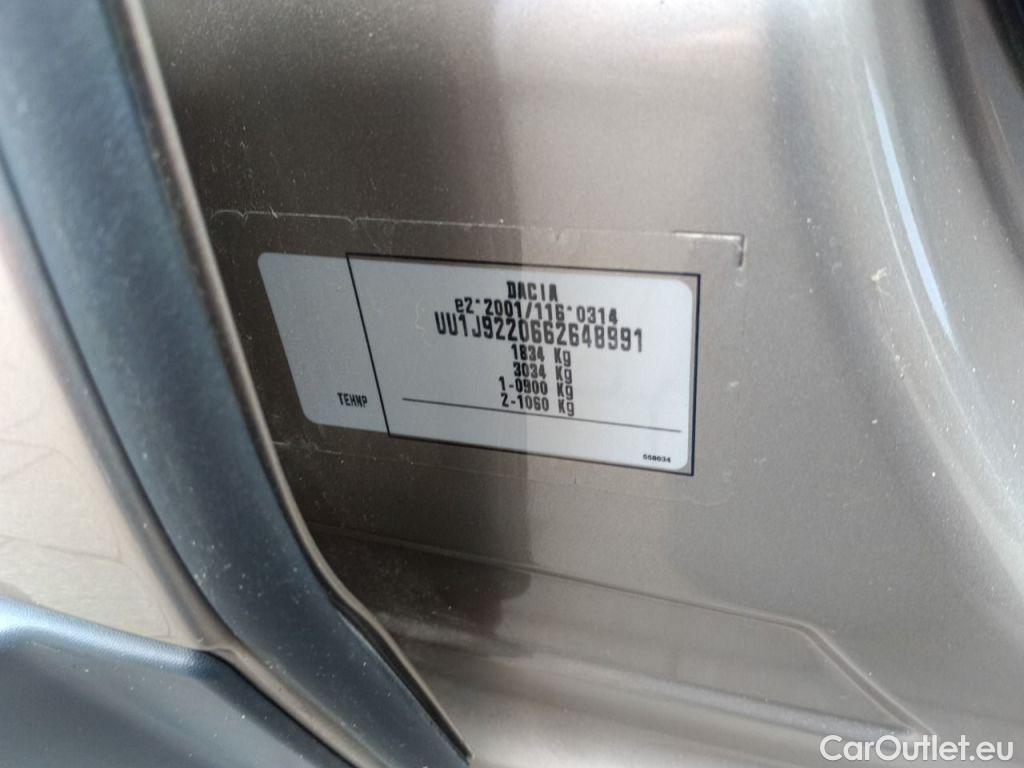 DACIA
e2*2001/116*0314
UU1J9220662648991
1834 Kg
3034 Kg
1-0900 Kg
2-1060 Kg
TEHNP
558034
CarOutlet.eu